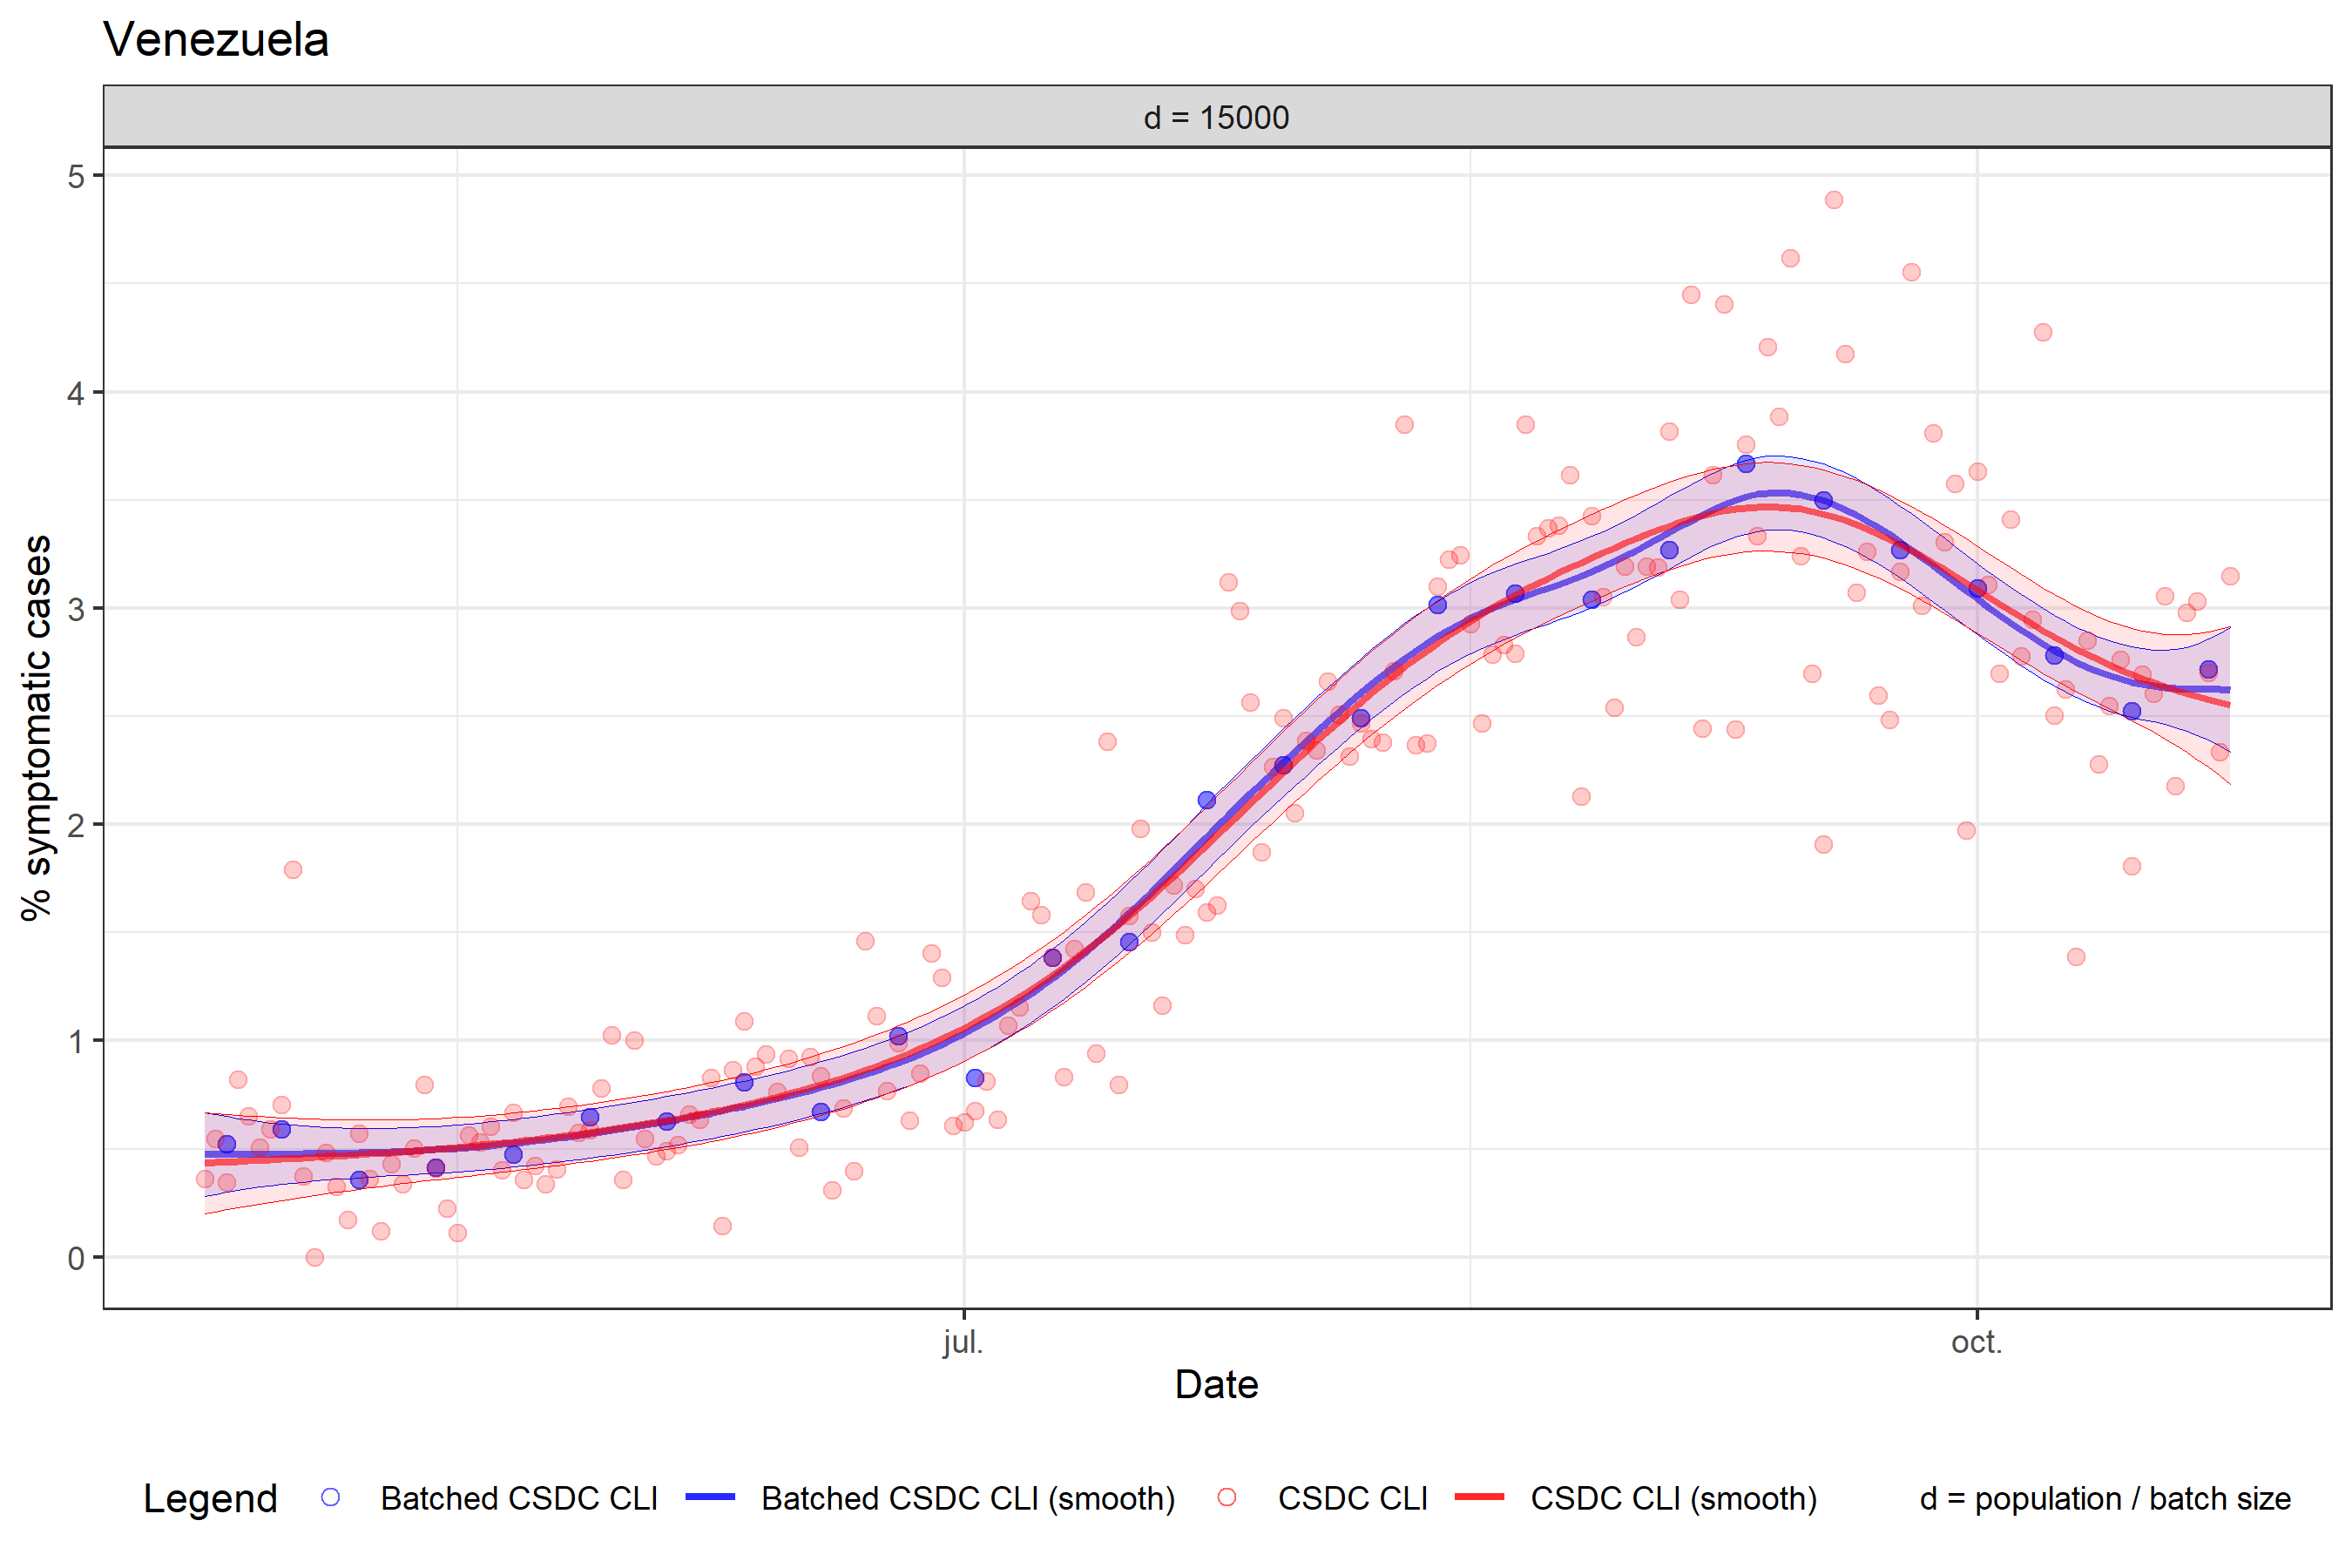 Venezuela
d = 15000
5
4
3
2
1
0
% symptomatic cases
jul.
oct.
Date
Legend
Batched CSDC CLI
Batched CSDC CLI (smooth)
CSDC CLI
CSDC CLI (smooth)
d = population / batch size